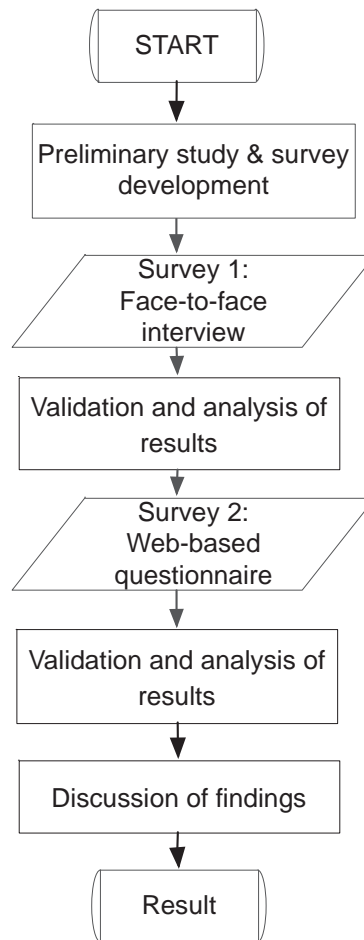 START
Preliminary study & survey
development
Survey 1:
Face-to-face
interview
Validation and analysis of
results
Survey 2:
Web-based
questionnaire
Validation and analysis of
results
Discussion of findings
Result